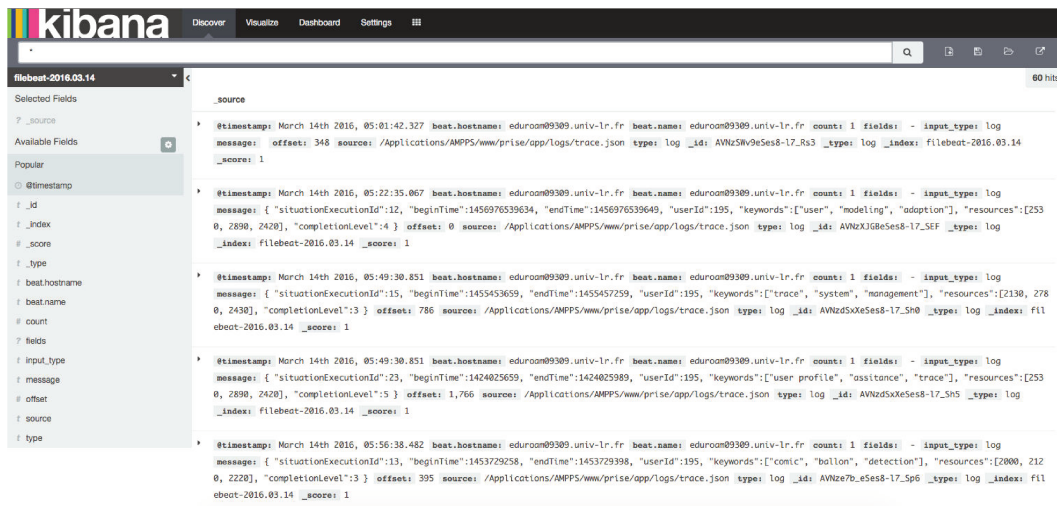 kibana
Discover Visualize Dashboard Settings
*
filebeat-2016.03.14
60 hits
Selected Fields
? _source
Available Fields
Popular
@timestamp
t _id
t _index
# _score
t _type
t beat.hostname
t beat.name
# count
? fields
t input_type
t message
# offset
t source
t type
_source
@timestamp: March 14th 2016, 05:01:42.327 beat.hostname: eduroam09309.univ-lr.fr beat.name: eduroam09309.univ-lr.fr count: 1 fields: - input_type: log
message: offset: 348 source: /Applications/AMPPS/www/prise/app/logs/trace.json type: log _id: AVNzSWv9eSes8-l7_Rs3 _type: log _index: filebeat-2016.03.14
_score: 1
@timestamp: March 14th 2016, 05:22:35.067 beat.hostname: eduroam09309.univ-lr.fr beat.name: eduroam09309.univ-lr.fr count: 1 fields: - input_type: log
message: { "situationExecutionId":12, "beginTime":1456976539634, "endTime":1456976539649, "userId":195, "keywords":["user", "modeling", "adaption"], "resources":[253
0, 2890, 2420], "completionLevel":4 } offset: 0 source: /Applications/AMPPS/www/prise/app/logs/trace.json type: log _id: AVNzXJGBeSes8-l7_SEF _type: log
_index: filebeat-2016.03.14 _score: 1
@timestamp: March 14th 2016, 05:49:30.851 beat.hostname: eduroam09309.univ-lr.fr beat.name: eduroam09309.univ-lr.fr count: 1 fields: - input_type: log
message: { "situationExecutionId":15, "beginTime":1455453659, "endTime":1455457259, "userId":195, "keywords":["trace", "system", "management"], "resources":[2130, 278
0, 2430], "completionLevel":3 } offset: 786 source: /Applications/AMPPS/www/prise/app/logs/trace.json type: log _id: AVNzdSxXeSes8-l7_Sh0 _type: log _index: fil
ebeat-2016.03.14 _score: 1
@timestamp: March 14th 2016, 05:49:30.851 beat.hostname: eduroam09309.univ-lr.fr beat.name: eduroam09309.univ-lr.fr count: 1 fields: - input_type: log
message: { "situationExecutionId":23, "beginTime":1424025659, "endTime":1424025989, "userId":195, "keywords":["user profile", "assitance", "trace"], "resources":[253
0, 2890, 2420], "completionLevel":5 } offset: 1,766 source: /Applications/AMPPS/www/prise/app/logs/trace.json type: log _id: AVNzdSxXeSes8-l7_Sh5 _type: log
_index: filebeat-2016.03.14 _score: 1
@timestamp: March 14th 2016, 05:56:38.482 beat.hostname: eduroam09309.univ-lr.fr beat.name: eduroam09309.univ-lr.fr count: 1 fields: - input_type: log
message: { "situationExecutionId":13, "beginTime":1453729258, "endTime":1453729398, "userId":195, "keywords":["comic", "ballon", "detection"], "resources":[2000, 212
0, 2220], "completionLevel":3 } offset: 395 source: /Applications/AMPPS/www/prise/app/logs/trace.json type: log _id: AVNze7b_eSes8-l7_Sp6 _type: log _index: fil
ebeat-2016.03.14 _score: 1